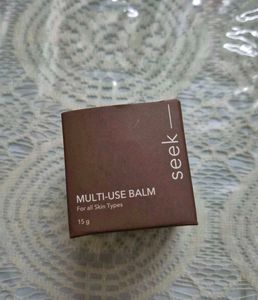 seek
MULTI-USE BALM
For all Skin Types
15 g